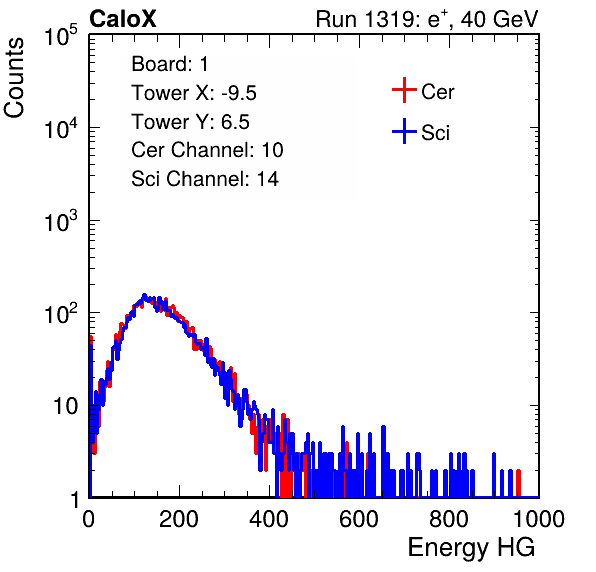 CaloX Run 1319: e⁺, 40 GeV
Counts
Board: 1
Tower X: -9.5
Tower Y: 6.5
Cer Channel: 10
Sci Channel: 14
Cer
Sci
10⁵
10⁴
10³
10²
10
1
0 200 400 600 800 1000
Energy HG